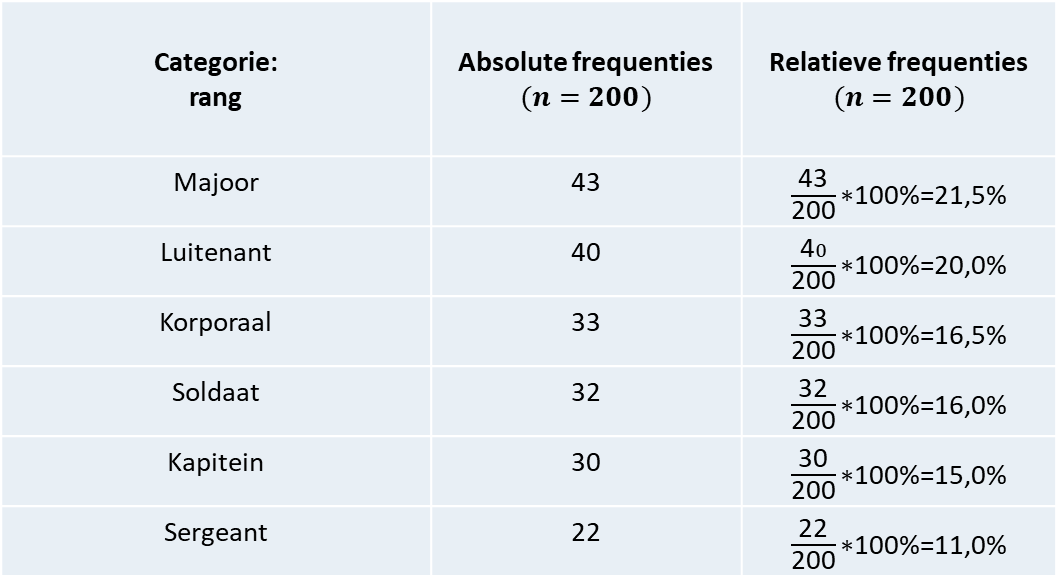 Categorie: rang | Absolute frequenties (𝒏 = 𝟐𝟎𝟎) | Relatieve frequenties (𝒏 = 𝟐𝟎𝟎)
Majoor | 43 | 43/200 *100%=21,5%
Luitenant | 40 | 40/200 *100%=20,0%
Korporaal | 33 | 33/200 *100%=16,5%
Soldaat | 32 | 32/200 *100%=16,0%
Kapitein | 30 | 30/200 *100%=15,0%
Sergeant | 22 | 22/200 *100%=11,0%